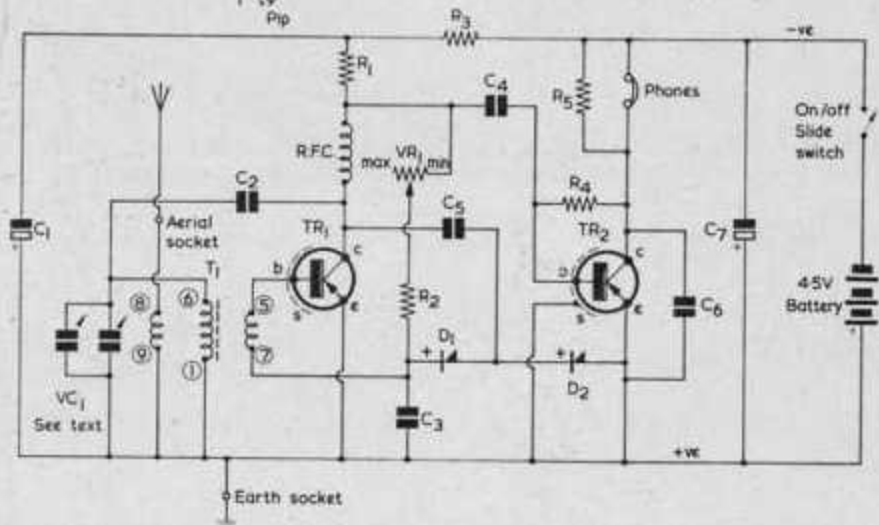 Pip
R3
-ve
R1
C4
R5
Phones
On/off
Slide
switch
R.F.C.
max VR1 min
C2
R4
C1
Aerial
socket
TR1
C5
TR2
C7
T1
c
c
b
b
4·5V
Battery
8
6
5
s
e
R2
s
e
C6
D1
+
+
9
1
7
D2
VC1
See text
C3
+ve
Earth socket